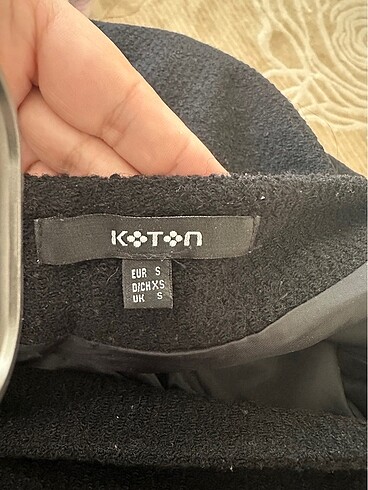 KOTON
EUR S
D/CH XS
UK S